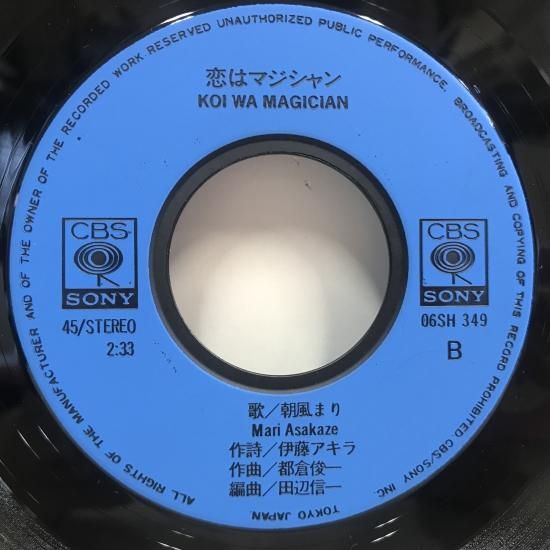 ALL RIGHTS OF THE MANUFACTURER AND OF THE OWNER OF THE RECORDED WORK RESERVED UNAUTHORIZED PUBLIC PERFORMANCE, BROADCASTING AND COPYING OF THIS RECORD PROHIBITED CBS/SONY INC.
TOKYO JAPAN.
恋はマジシャン
KOI WA MAGICIAN
CBS
SONY
45/STEREO
2:33
CBS
SONY
06SH 349
B
歌／朝風まり
Mari Asakaze
作詩／伊藤アキラ
作曲／都倉俊一
編曲／田辺信一